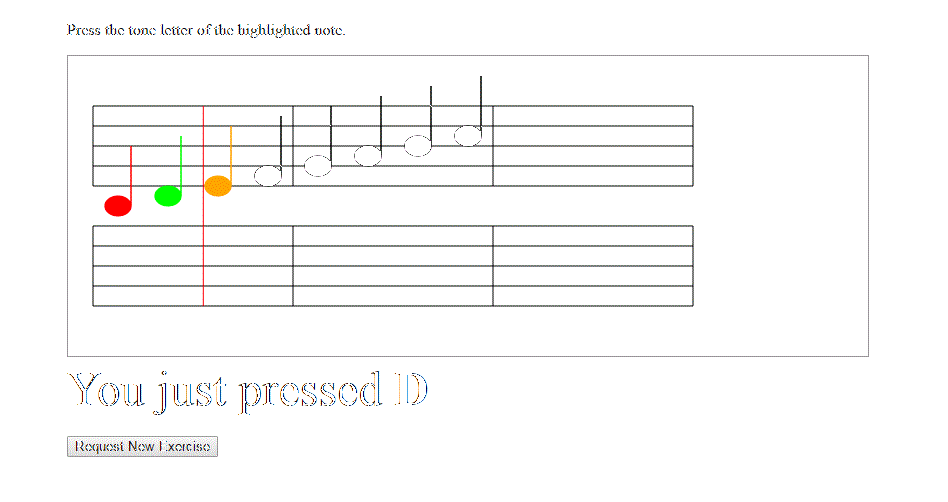 Press the tone letter of the highlighted note.
You just pressed D
Request New Exercise